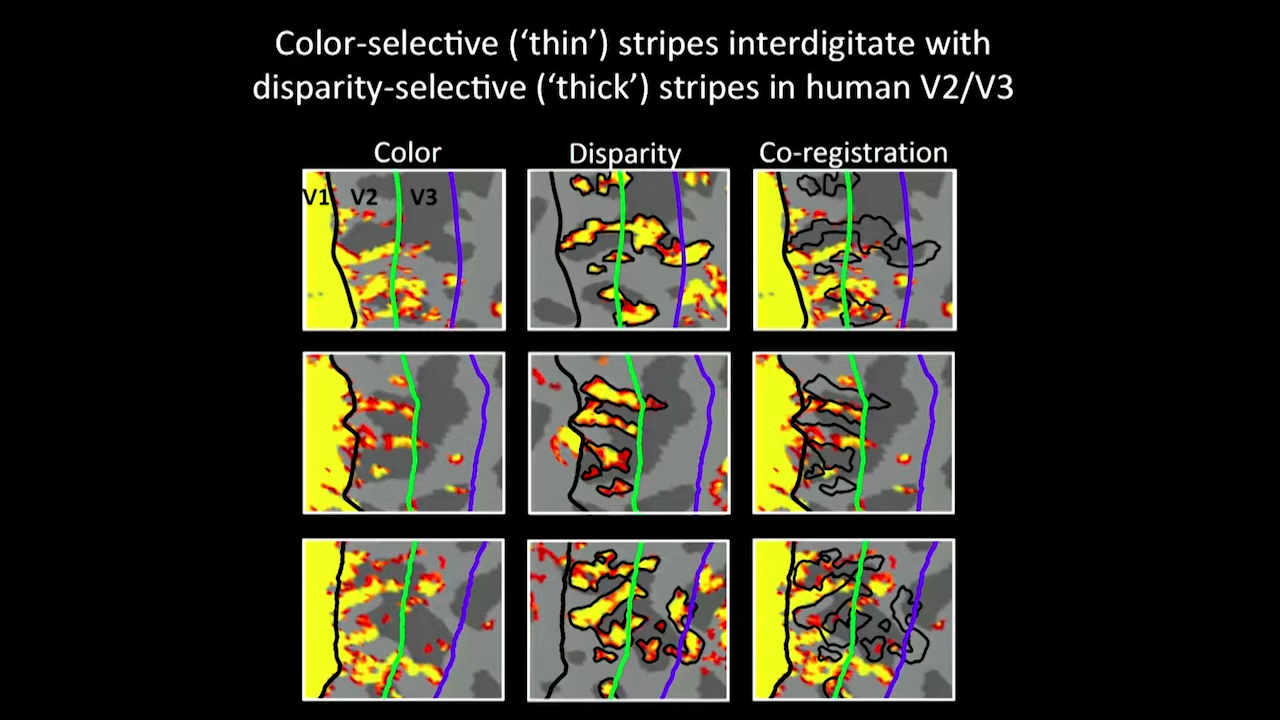 Color-selective (‘thin’) stripes interdigitate with
disparity-selective (‘thick’) stripes in human V2/V3
Color
Disparity
Co-registration
V1
V2
V3